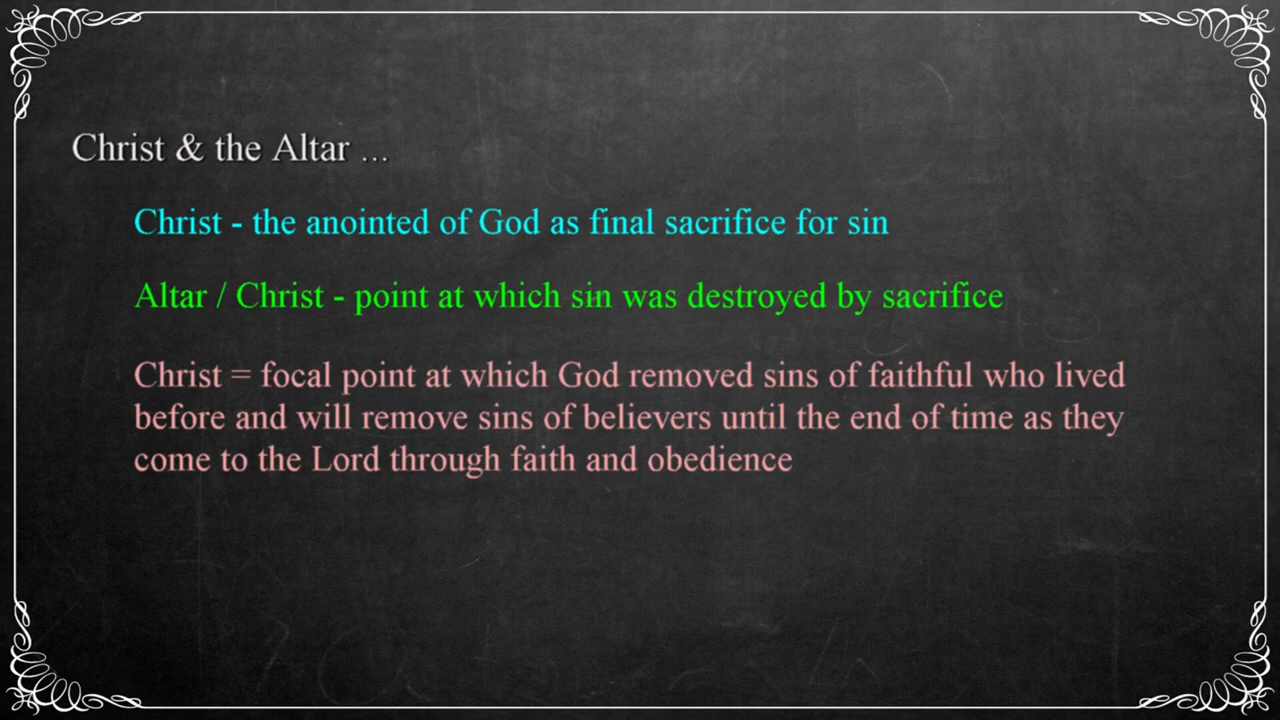 Christ & the Altar ...
Christ - the anointed of God as final sacrifice for sin
Altar / Christ - point at which sin was destroyed by sacrifice
Christ = focal point at which God removed sins of faithful who lived
before and will remove sins of believers until the end of time as they
come to the Lord through faith and obedience